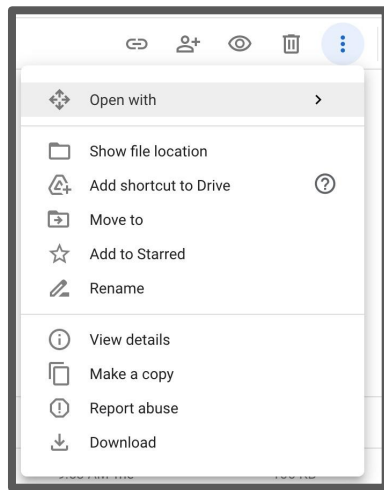 Open with
Show file location
Add shortcut to Drive
Move to
Add to Starred
Rename
View details
Make a copy
Report abuse
Download